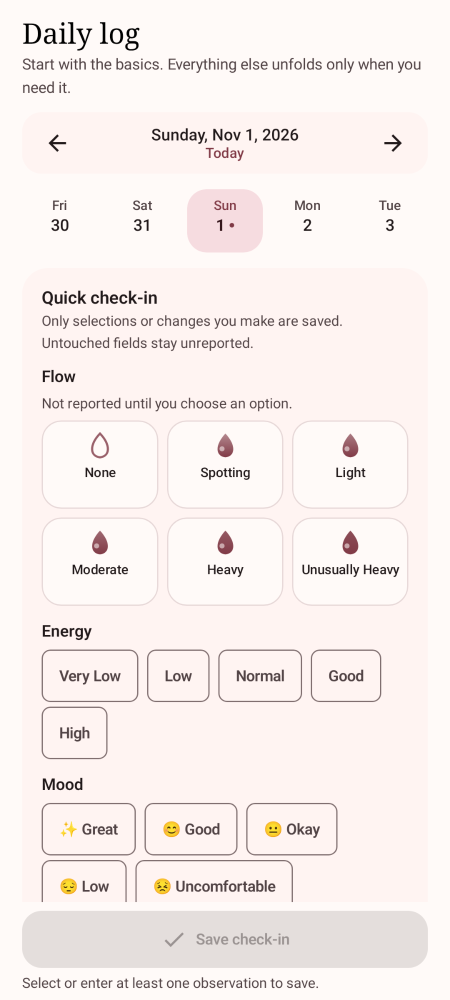 Daily log
Start with the basics. Everything else unfolds only when you
need it.
Sunday, Nov 1, 2026
Today
Fri Sat Sun Mon Tue
30 31 1 • 2 3
Quick check-in
Only selections or changes you make are saved.
Untouched fields stay unreported.
Flow
Not reported until you choose an option.
None Spotting Light
Moderate Heavy Unusually Heavy
Energy
Very Low Low Normal Good
High
Mood
✨ Great 😊 Good 😐 Okay
😔 Low 😣 Uncomfortable
Save check-in
Select or enter at least one observation to save.